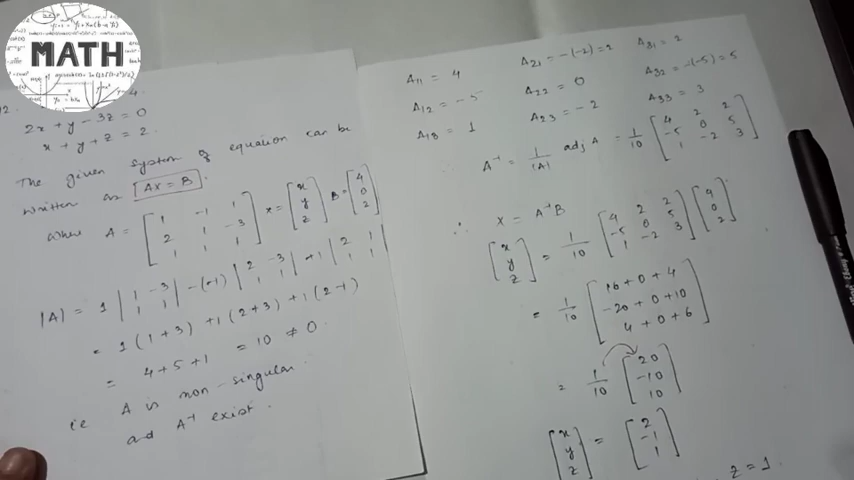 MATH
12.
4.
2x + y - 3z = 0
x + y + z = 2.
The given system of equation can be
written as AX = B.
where A = [1 -1 1; 2 1 -3; 1 1 1] x = [x; y; z] B = [4; 0; 2]
|A| = 1 |1 -3; 1 1| - (-1) |2 -3; 1 1| + 1 |2 1; 1 1|
= 1(1+3) + 1(2+3) + 1(2-1)
= 4+5+1 = 10 ≠ 0.
ie A is non-singular.
and A⁻¹ exist.
A₁₁ = 4 A₂₁ = -(-2) = 2 A₃₁ = 2
A₁₂ = -5 A₂₂ = 0 A₃₂ = -(-5) = 5
A₁₃ = 1 A₂₃ = -2 A₃₃ = 3
∴ A⁻¹ = 1/|A| adj A = 1/10 [4 2 2; -5 0 5; 1 -2 3]
∴ X = A⁻¹B
[x; y; z] = 1/10 [4 2 2; -5 0 5; 1 -2 3] [4; 0; 2]
= 1/10 [16+0+4; -20+0+10; 4+0+6]
= 1/10 [20; -10; 10]
[x; y; z] = [2; -1; 1]
z = 1.